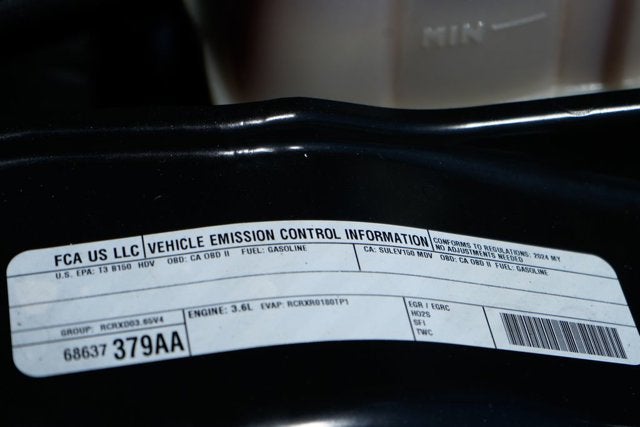 MIN
FCA US LLC VEHICLE EMISSION CONTROL INFORMATION CONFORMS TO REGULATIONS: 2024 MY
NO ADJUSTMENTS NEEDED
U.S. EPA: T3 B150 HDV OBD: CA OBD II FUEL: GASOLINE CA: SULEV150 MDV OBD: CA OBD II FUEL: GASOLINE
GROUP: RCRXD03.65V4 ENGINE: 3.6L EVAP: RCRXR0180TP1 EGR / EGRC
HO2S
SFI
TWC
68637 379AA